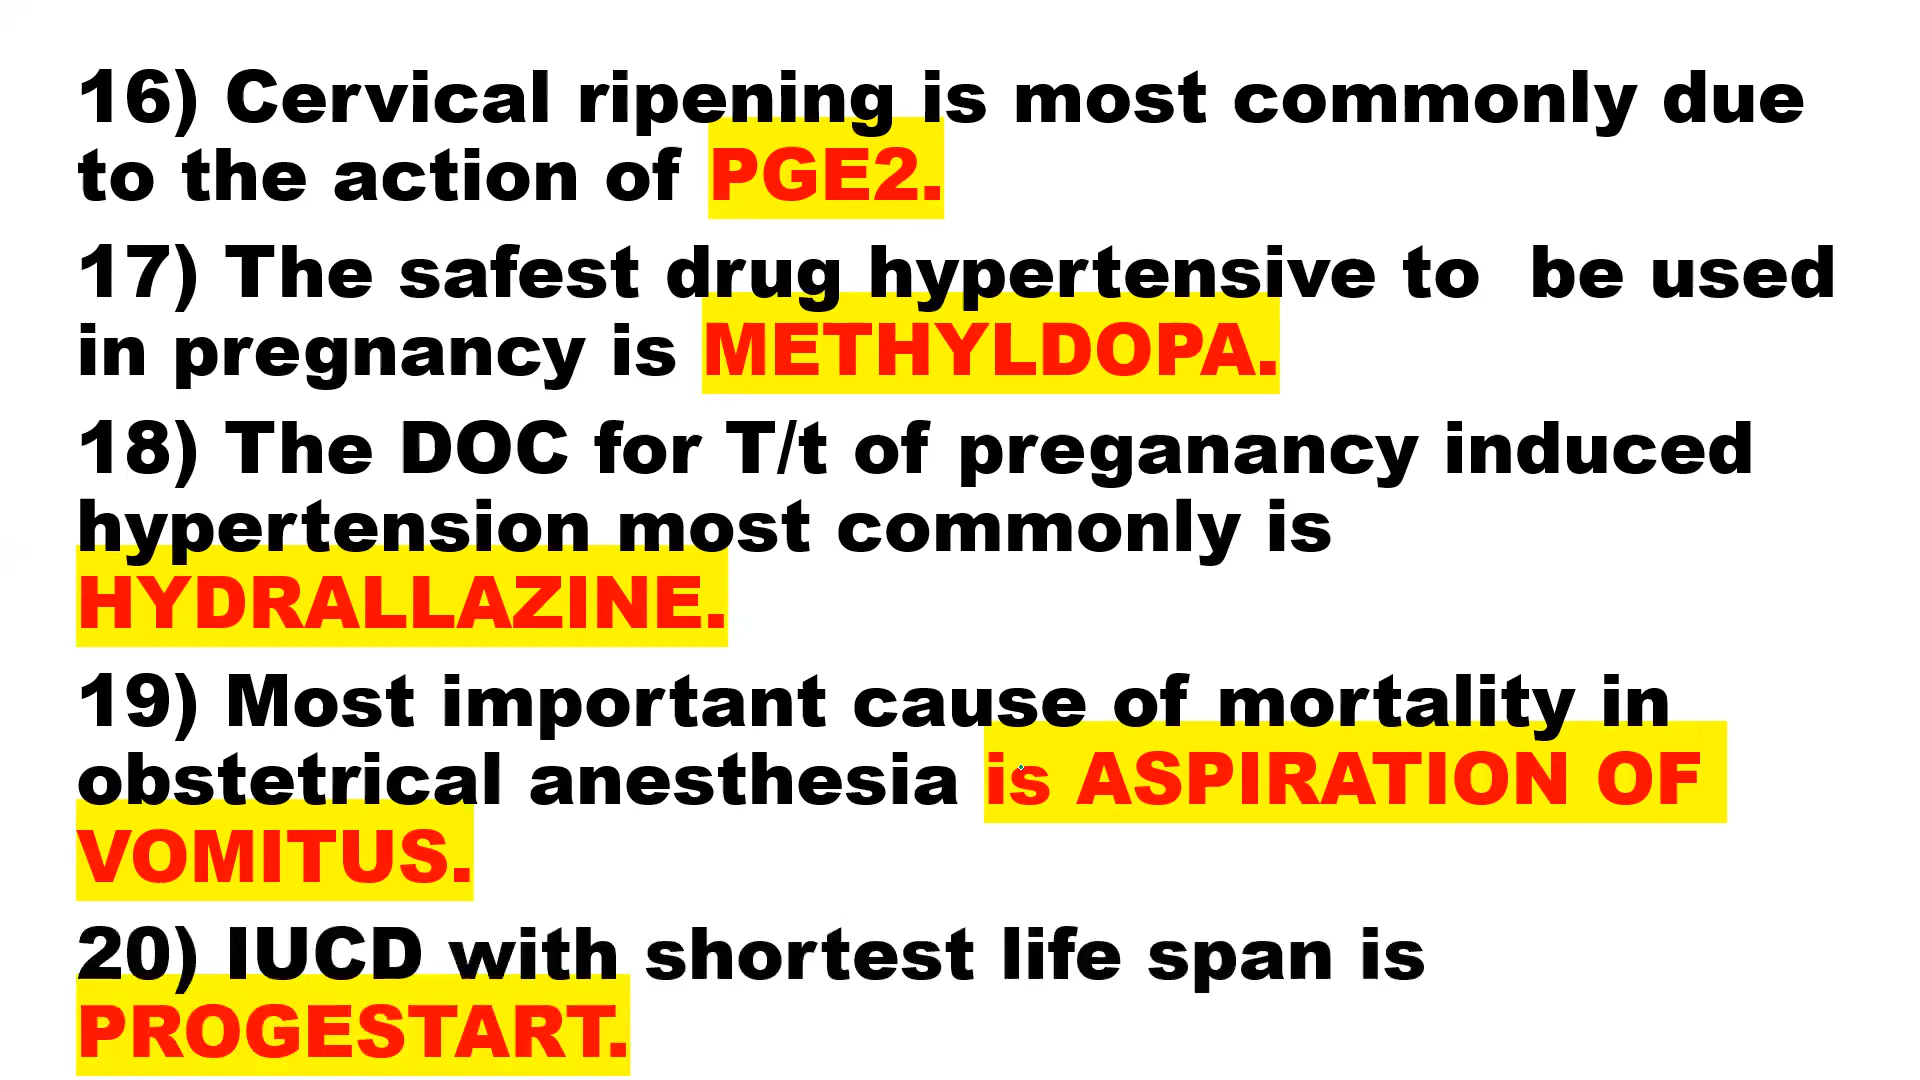 16) Cervical ripening is most commonly due
to the action of PGE2.
17) The safest drug hypertensive to  be used
in pregnancy is METHYLDOPA.
18) The DOC for T/t of preganancy induced
hypertension most commonly is
HYDRALLAZINE.
19) Most important cause of mortality in
obstetrical anesthesia is ASPIRATION OF
VOMITUS.
20) IUCD with shortest life span is
PROGESTART.